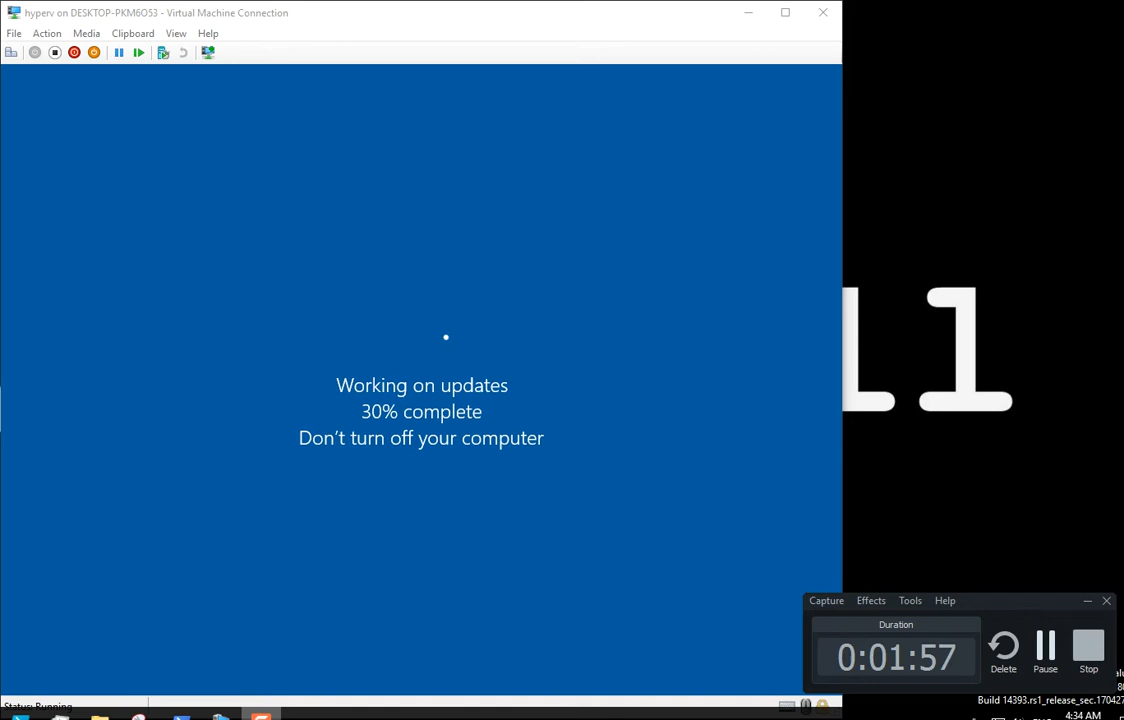 hyperv on DESKTOP-PKM6O53 - Virtual Machine Connection
File Action Media Clipboard View Help
Working on updates
30% complete
Don't turn off your computer
Capture Effects Tools Help
Duration
0:01:57
Delete Pause Stop
Build 14393.rs1_release_sec.170427
Status: Running
4:34 AM